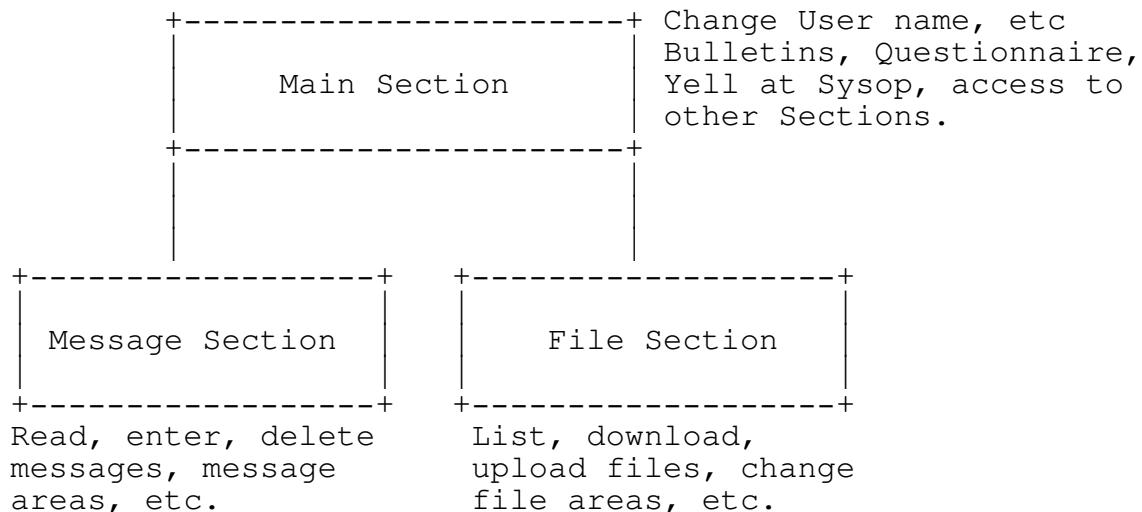 +-----------------------+ Change User name, etc
| | Bulletins, Questionnaire,
| Main Section | Yell at Sysop, access to
| | other Sections.
+-----------------------+
| |
| |
| |
| |
+------------------+ +-------------------+
| | | |
| Message Section | | File Section |
| | | |
+------------------+ +-------------------+
Read, enter, delete List, download,
messages, message upload files, change
areas, etc. file areas, etc.